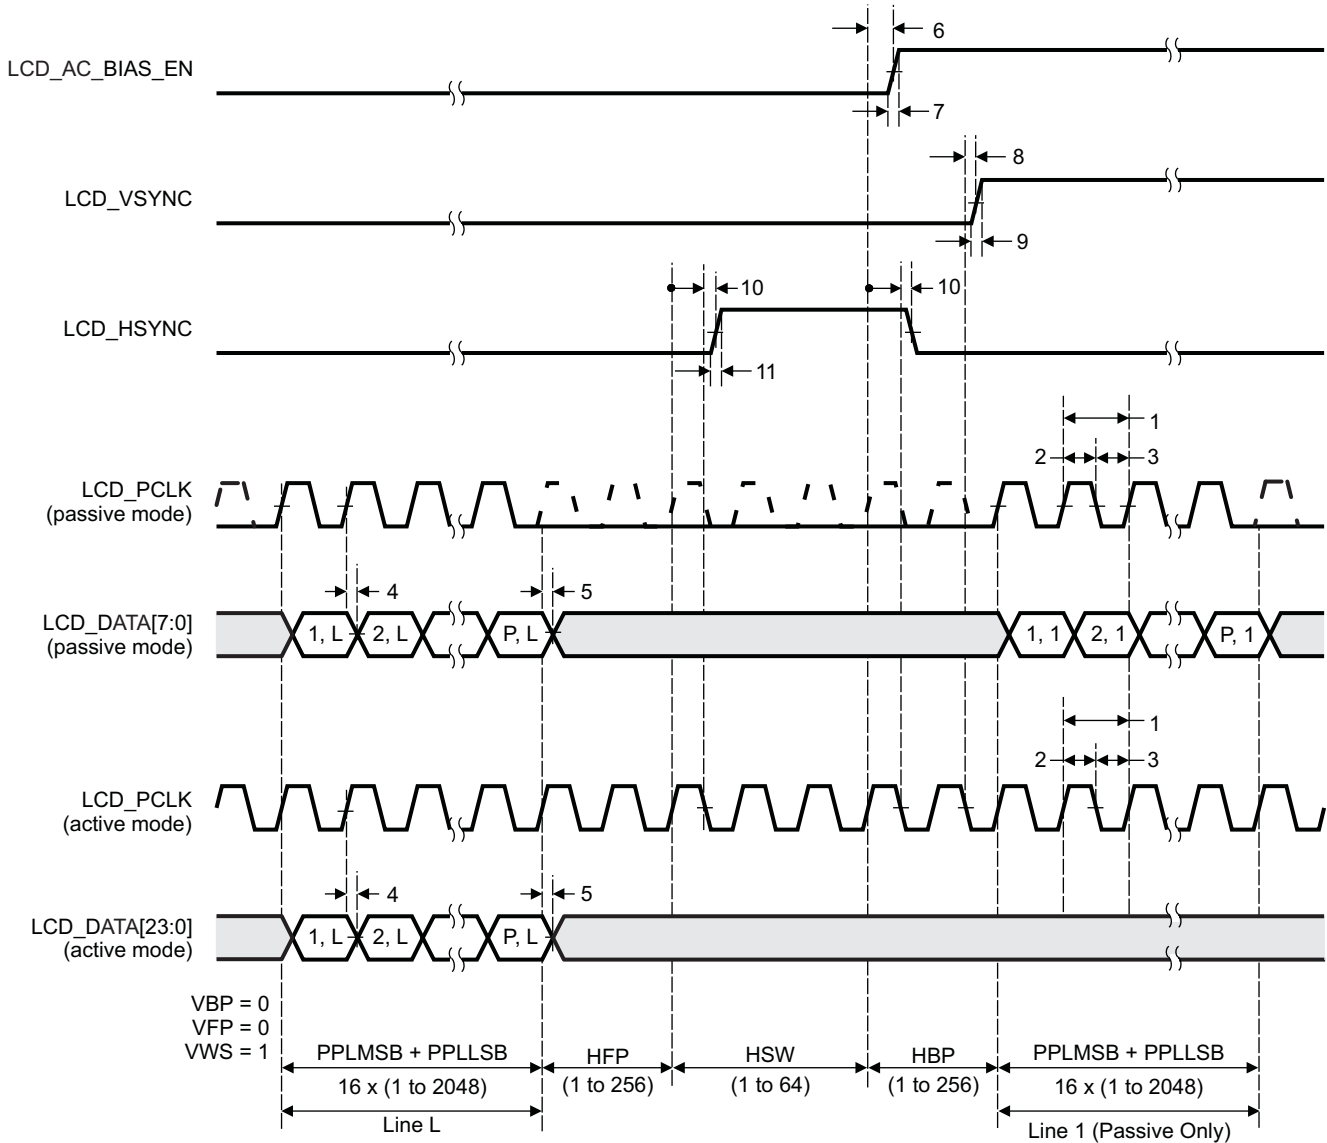 6
LCD_AC_BIAS_EN
7
8
LCD_VSYNC
9
10
10
LCD_HSYNC
11
1
2
3
LCD_PCLK
(passive mode)
4
5
LCD_DATA[7:0]
(passive mode)
1, L
2, L
P, L
1, 1
2, 1
P, 1
1
2
3
LCD_PCLK
(active mode)
4
5
LCD_DATA[23:0]
(active mode)
1, L
2, L
P, L
VBP = 0
VFP = 0
VWS = 1
PPLMSB + PPLLSB
16 x (1 to 2048)
Line L
HFP
(1 to 256)
HSW
(1 to 64)
HBP
(1 to 256)
PPLMSB + PPLLSB
16 x (1 to 2048)
Line 1 (Passive Only)